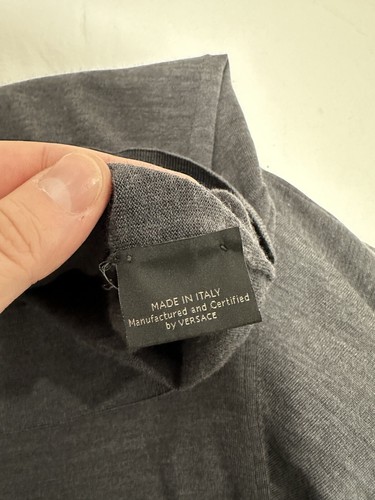 MADE IN ITALY
Manufactured and Certified
by VERSACE